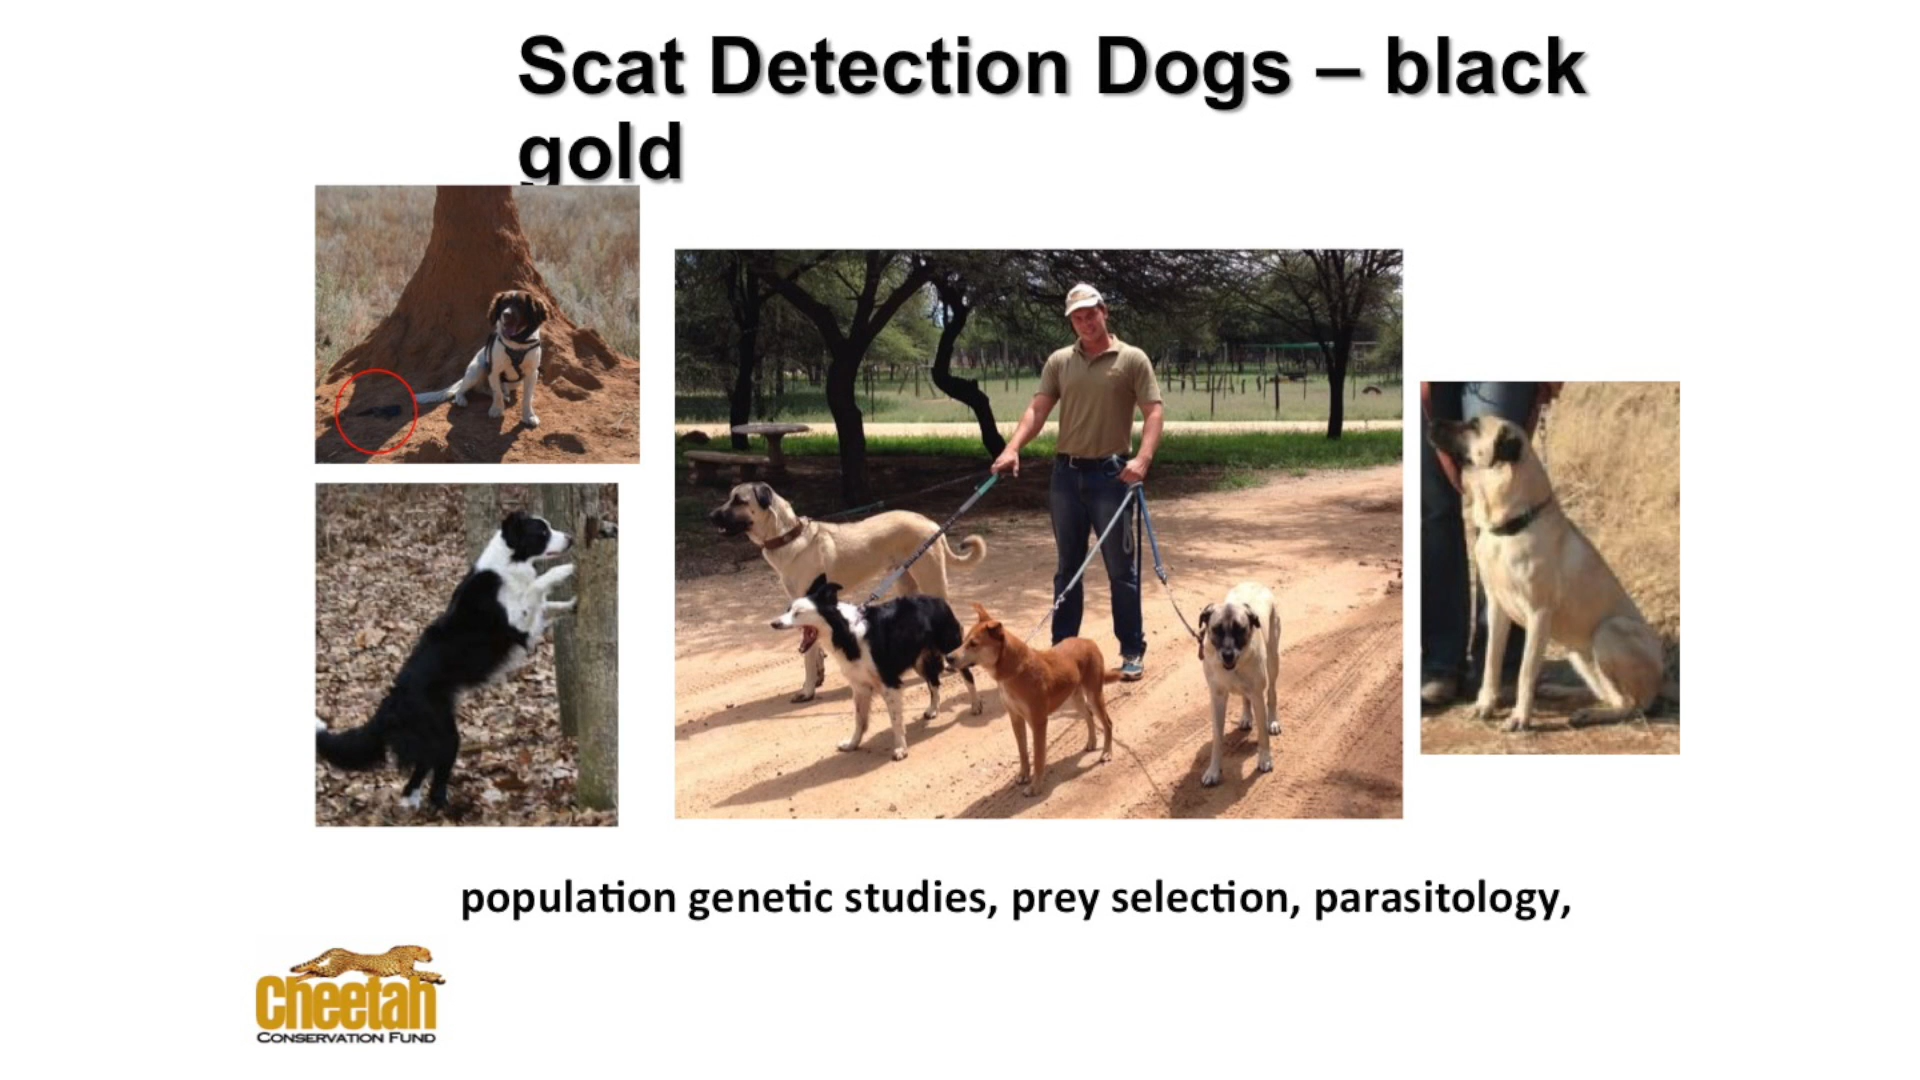 Scat Detection Dogs – black
gold
population genetic studies, prey selection, parasitology,
Cheetah
CONSERVATION FUND